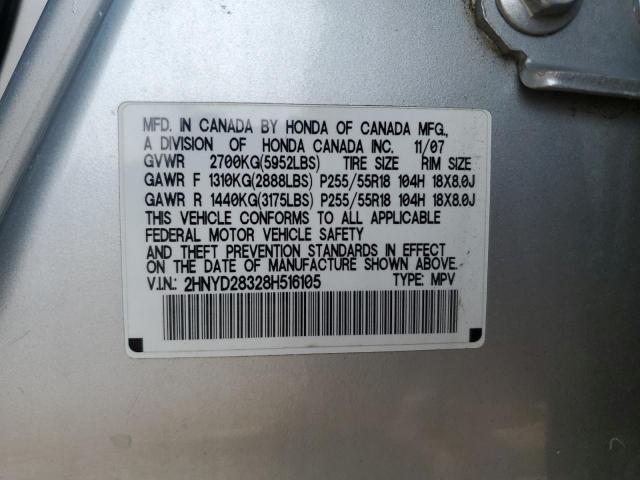 MFD. IN CANADA BY HONDA OF CANADA MFG.,
A DIVISION OF HONDA CANADA INC. 11/07
GVWR 2700KG(5952LBS) TIRE SIZE RIM SIZE
GAWR F 1310KG(2888LBS) P255/55R18 104H 18X8.0J
GAWR R 1440KG(3175LBS) P255/55R18 104H 18X8.0J
THIS VEHICLE CONFORMS TO ALL APPLICABLE
FEDERAL MOTOR VEHICLE SAFETY
AND THEFT PREVENTION STANDARDS IN EFFECT
ON THE DATE OF MANUFACTURE SHOWN ABOVE.
V.I.N.: 2HNYD28328H516105 TYPE: MPV